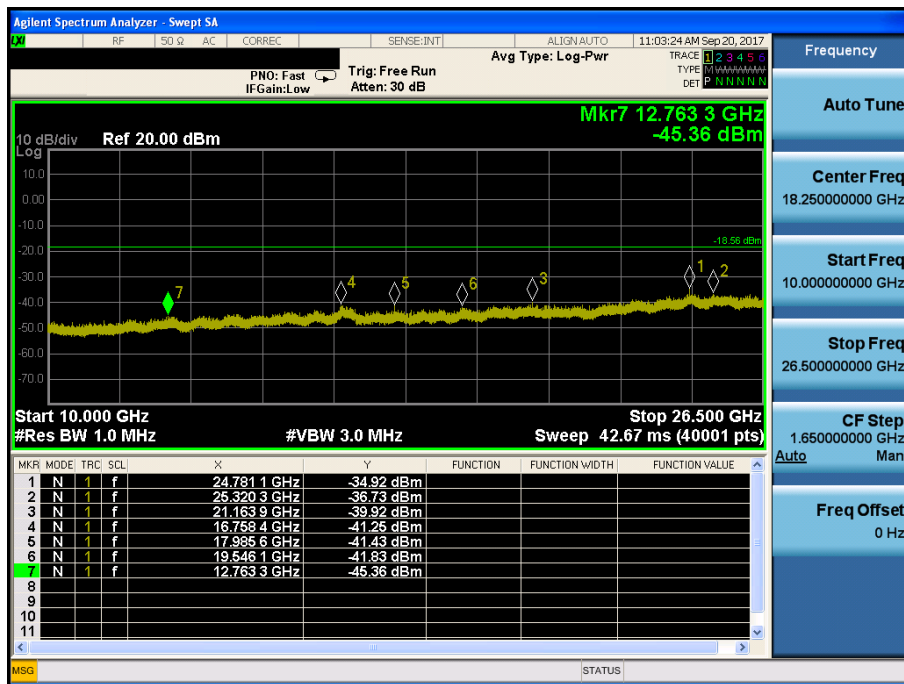 Agilent Spectrum Analyzer - Swept SA
LXI RF 50 Ω AC CORREC SENSE:INT ALIGN AUTO 11:03:24 AM Sep 20, 2017
PNO: Fast
IFGain:Low
Trig: Free Run
Atten: 30 dB
Avg Type: Log-Pwr
TRACE 1 2 3 4 5 6
TYPE M W W W W W
DET P N N N N N
Mkr7 12.763 3 GHz
-45.36 dBm
10 dB/div Ref 20.00 dBm
Log
10.0
0.00
-10.0
-20.0
-30.0
-40.0
-50.0
-60.0
-70.0
-18.56 dBm
7
4
5
6
3
1
2
Start 10.000 GHz Stop 26.500 GHz
#Res BW 1.0 MHz #VBW 3.0 MHz Sweep 42.67 ms (40001 pts)
MKR MODE TRC SCL X Y FUNCTION FUNCTION WIDTH FUNCTION VALUE
1 N 1 f 24.781 1 GHz -34.92 dBm
2 N 1 f 25.320 3 GHz -36.73 dBm
3 N 1 f 21.163 9 GHz -39.92 dBm
4 N 1 f 16.758 4 GHz -41.25 dBm
5 N 1 f 17.985 6 GHz -41.43 dBm
6 N 1 f 19.546 1 GHz -41.83 dBm
7 N 1 f 12.763 3 GHz -45.36 dBm
8
9
10
11
MSG STATUS
Frequency
Auto Tune
Center Freq
18.250000000 GHz
Start Freq
10.000000000 GHz
Stop Freq
26.500000000 GHz
CF Step
1.650000000 GHz
Auto Man
Freq Offset
0 Hz